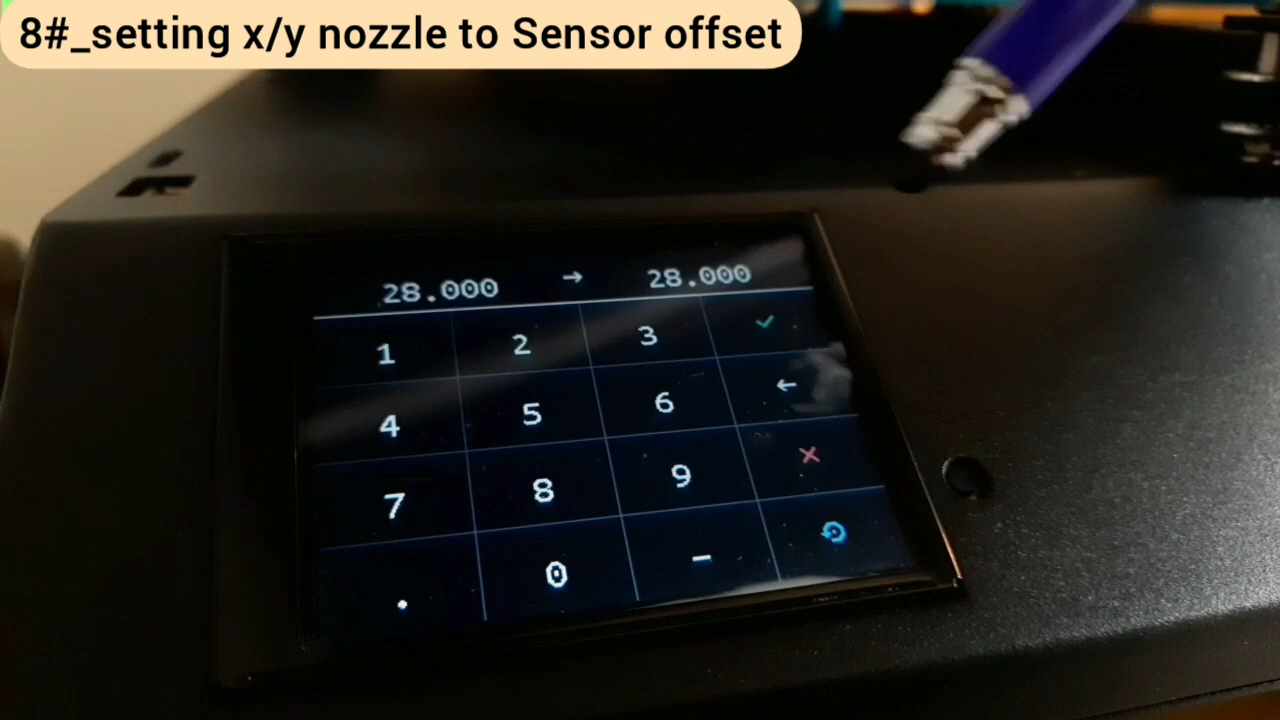 8#_setting x/y nozzle to Sensor offset
28.000 → 28.000
1 2 3 ✓
4 5 6 ←
7 8 9 ×
. 0 -